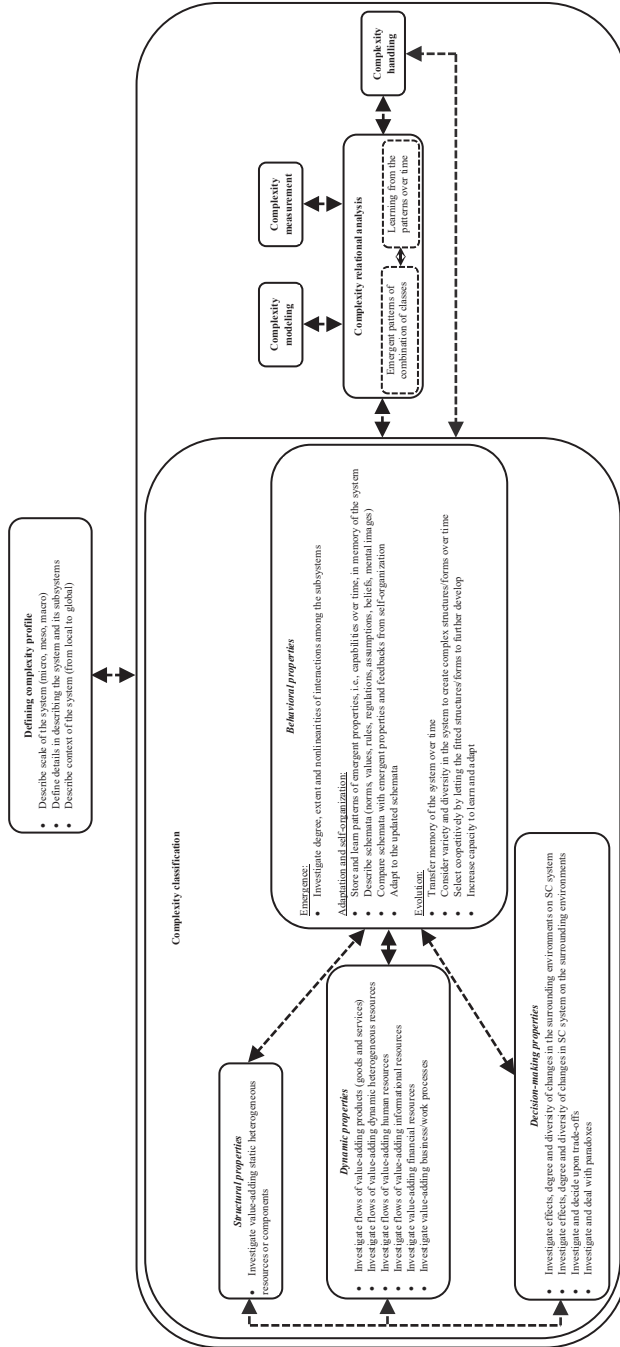 Defining complexity profile
• Describe scale of the system (micro, meso, macro)
• Define details in describing the system and its subsystems
• Describe context of the system (from local to global)
Complexity classification
Structural properties
• Investigate value-adding static heterogeneous
resources or components
Dynamic properties
• Investigate flows of value-adding products (goods and services)
• Investigate flows of value-adding dynamic heterogeneous resources
• Investigate flows of value-adding human resources
• Investigate flows of value-adding informational resources
• Investigate value-adding financial resources
• Investigate value-adding business/work processes
Decision-making properties
• Investigate effects, degree and diversity of changes in the surrounding environments on SC system
• Investigate effects, degree and diversity of changes in SC system on the surrounding environments
• Investigate and decide upon trade-offs
• Investigate and deal with paradoxes
Behavioral properties
Emergence:
• Investigate degree, extent and nonlinearities of interactions among the subsystems
Adaptation and self-organization:
• Store and learn patterns of emergent properties, i.e., capabilities over time, in memory of the system
• Describe schemata (norms, values, rules, regulations, assumptions, beliefs, mental images)
• Compare schemata with emergent properties and feedbacks from self-organization
• Adapt to the updated schemata
Evolution:
• Transfer memory of the system over time
• Consider variety and diversity in the system to create complex structures/forms over time
• Select coopetitively by letting the fitted structures/forms to further develop
• Increase capacity to learn and adapt
Complexity
modeling
Complexity
measurement
Complexity relational analysis
Emergent patterns of
combination of classes
Learning from the
patterns over time
Complexity
handling